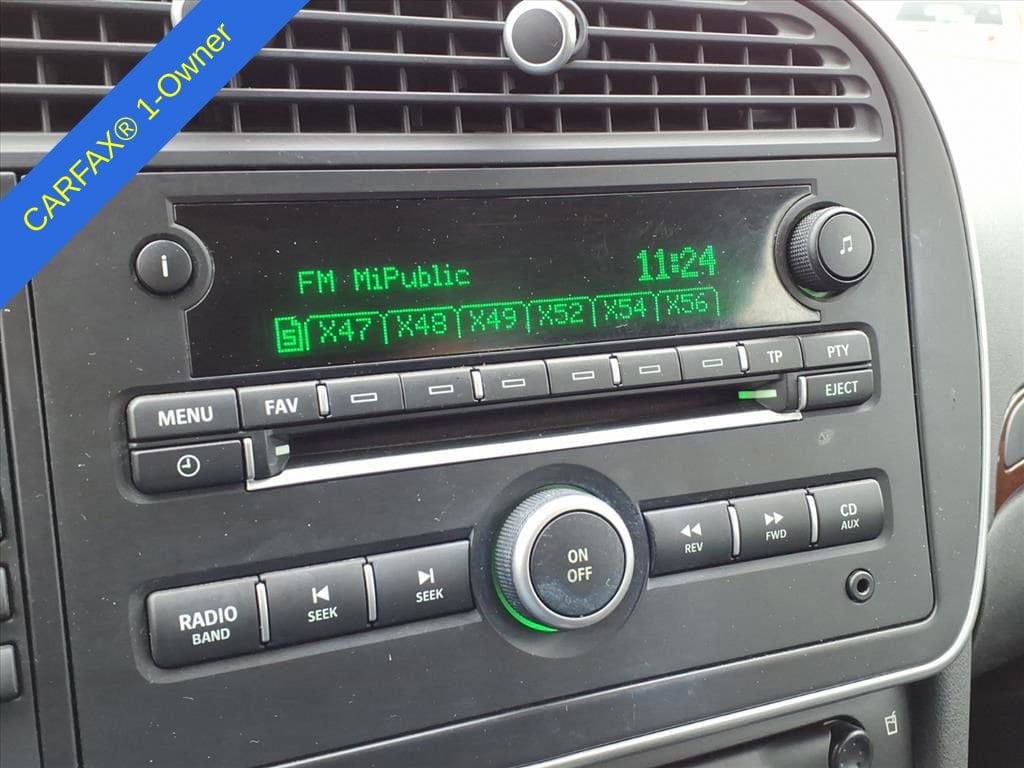 CARFAX® 1-Owner
i
FM MiPublic 11:24
5 X47 X48 X49 X52 X54 X56
MENU FAV TP PTY
EJECT
ON
OFF
REV FWD CD
AUX
RADIO
BAND
SEEK SEEK